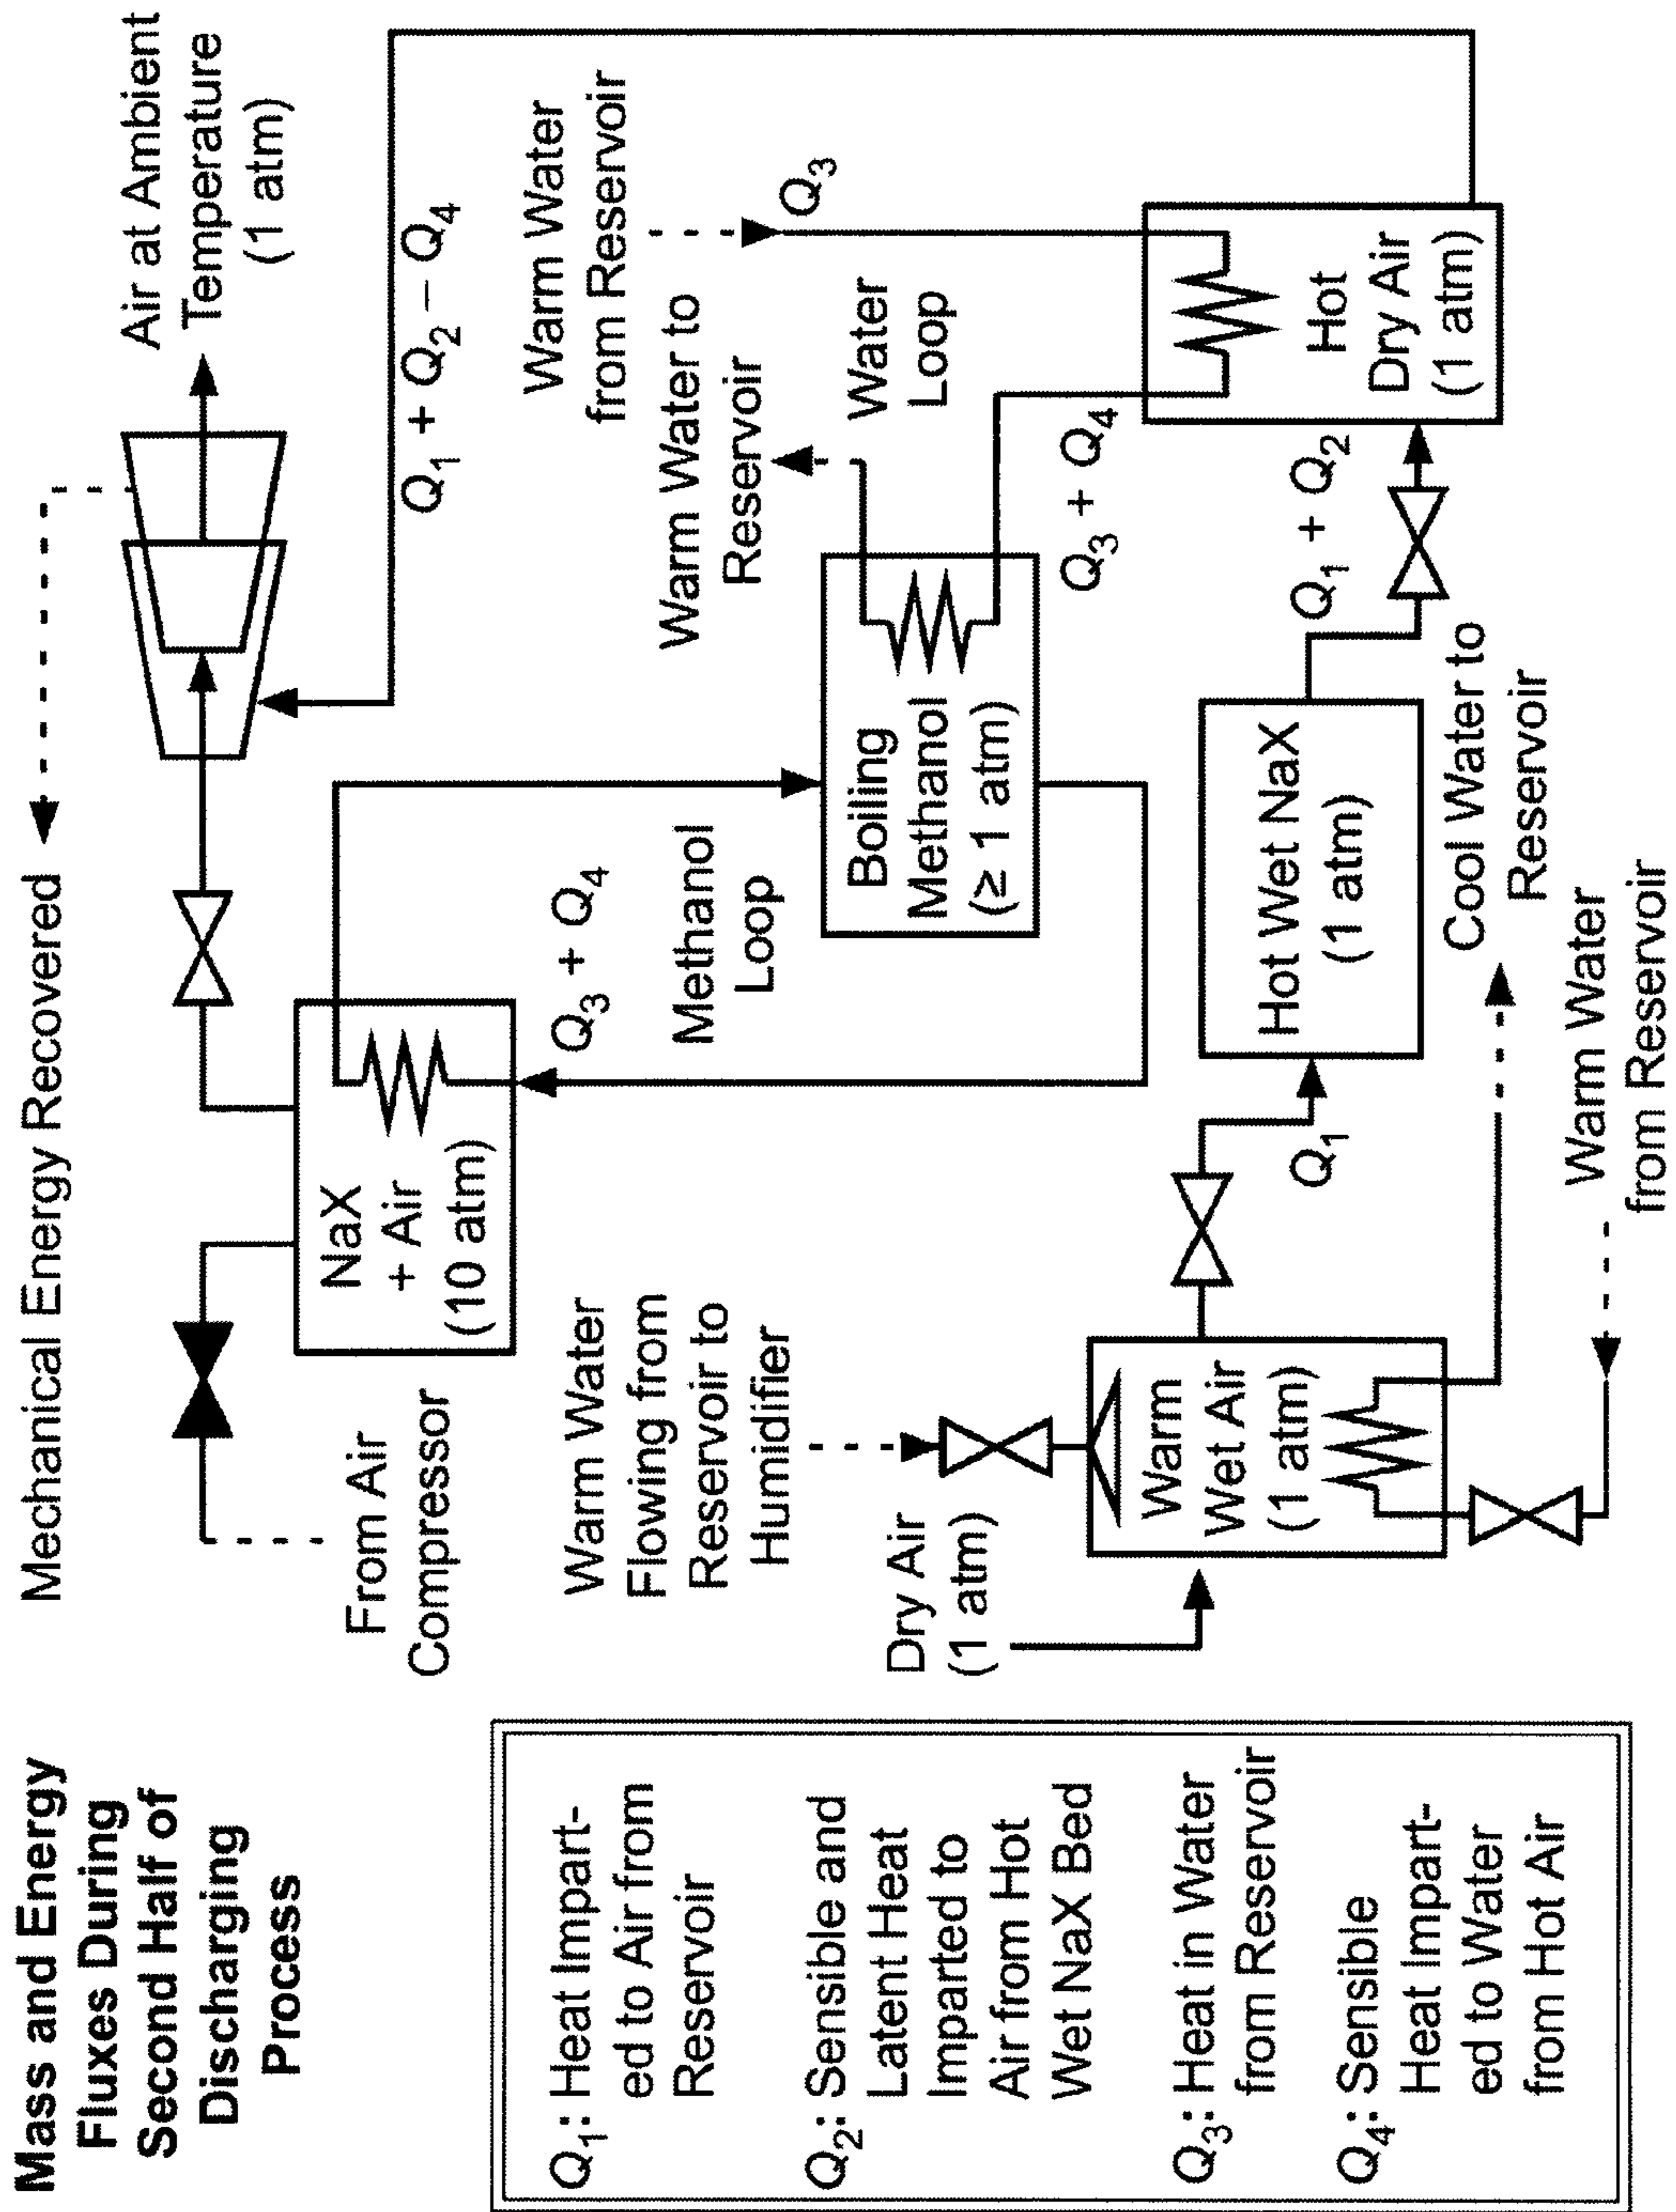 Mass and Energy
Fluxes During
Second Half of
Discharging
Process
Q₁: Heat Impart-
ed to Air from
Reservoir
Q₂: Sensible and
Latent Heat
Imparted to
Air from Hot
Wet NaX Bed
Q₃: Heat in Water
from Reservoir
Q₄: Sensible
Heat Impart-
ed to Water
from Hot Air
Mechanical Energy Recovered
Air at Ambient
Temperature
(1 atm)
From Air
Compressor
NaX
+ Air
(10 atm)
Q₁ + Q₂ – Q₄
Q₃ + Q₄
Methanol
Loop
Warm Water
from Reservoir
Q₃
Warm Water to
Reservoir
Water
Loop
Boiling
Methanol
(≥ 1 atm)
Q₃ + Q₄
Warm Water
Flowing from
Reservoir to
Humidifier
Dry Air
(1 atm)
Warm
Wet Air
(1 atm)
Q₁
Hot Wet NaX
(1 atm)
Q₁ + Q₂
Hot
Dry Air
(1 atm)
Cool Water to
Reservoir
Warm Water
from Reservoir